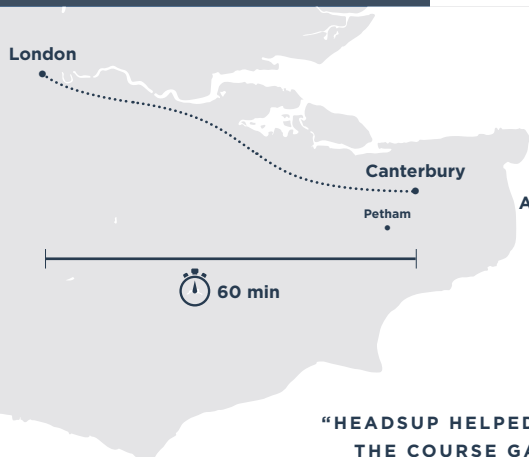 London
Canterbury
A
Petham
60 min
“HEADSUP HELPED
THE COURSE GA